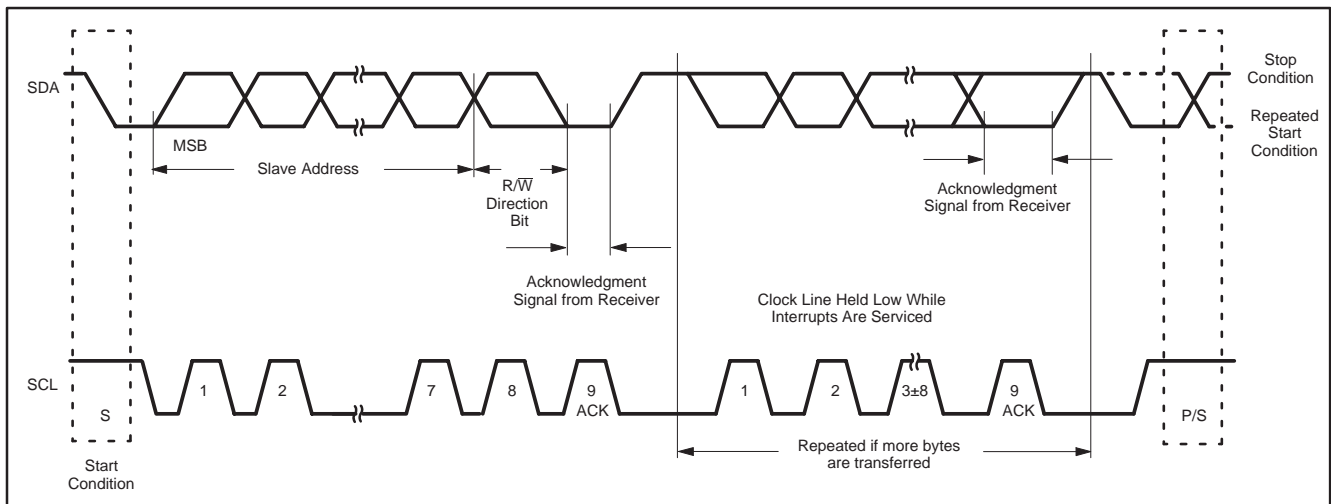 SDA
Stop
Condition
Repeated
Start
Condition
MSB
Slave Address
R/W̅
Direction
Bit
Acknowledgment
Signal from Receiver
Acknowledgment
Signal from Receiver
Clock Line Held Low While
Interrupts Are Serviced
SCL
S
1
2
7
8
9
ACK
1
2
3±8
9
ACK
P/S
Start
Condition
Repeated if more bytes
are transferred